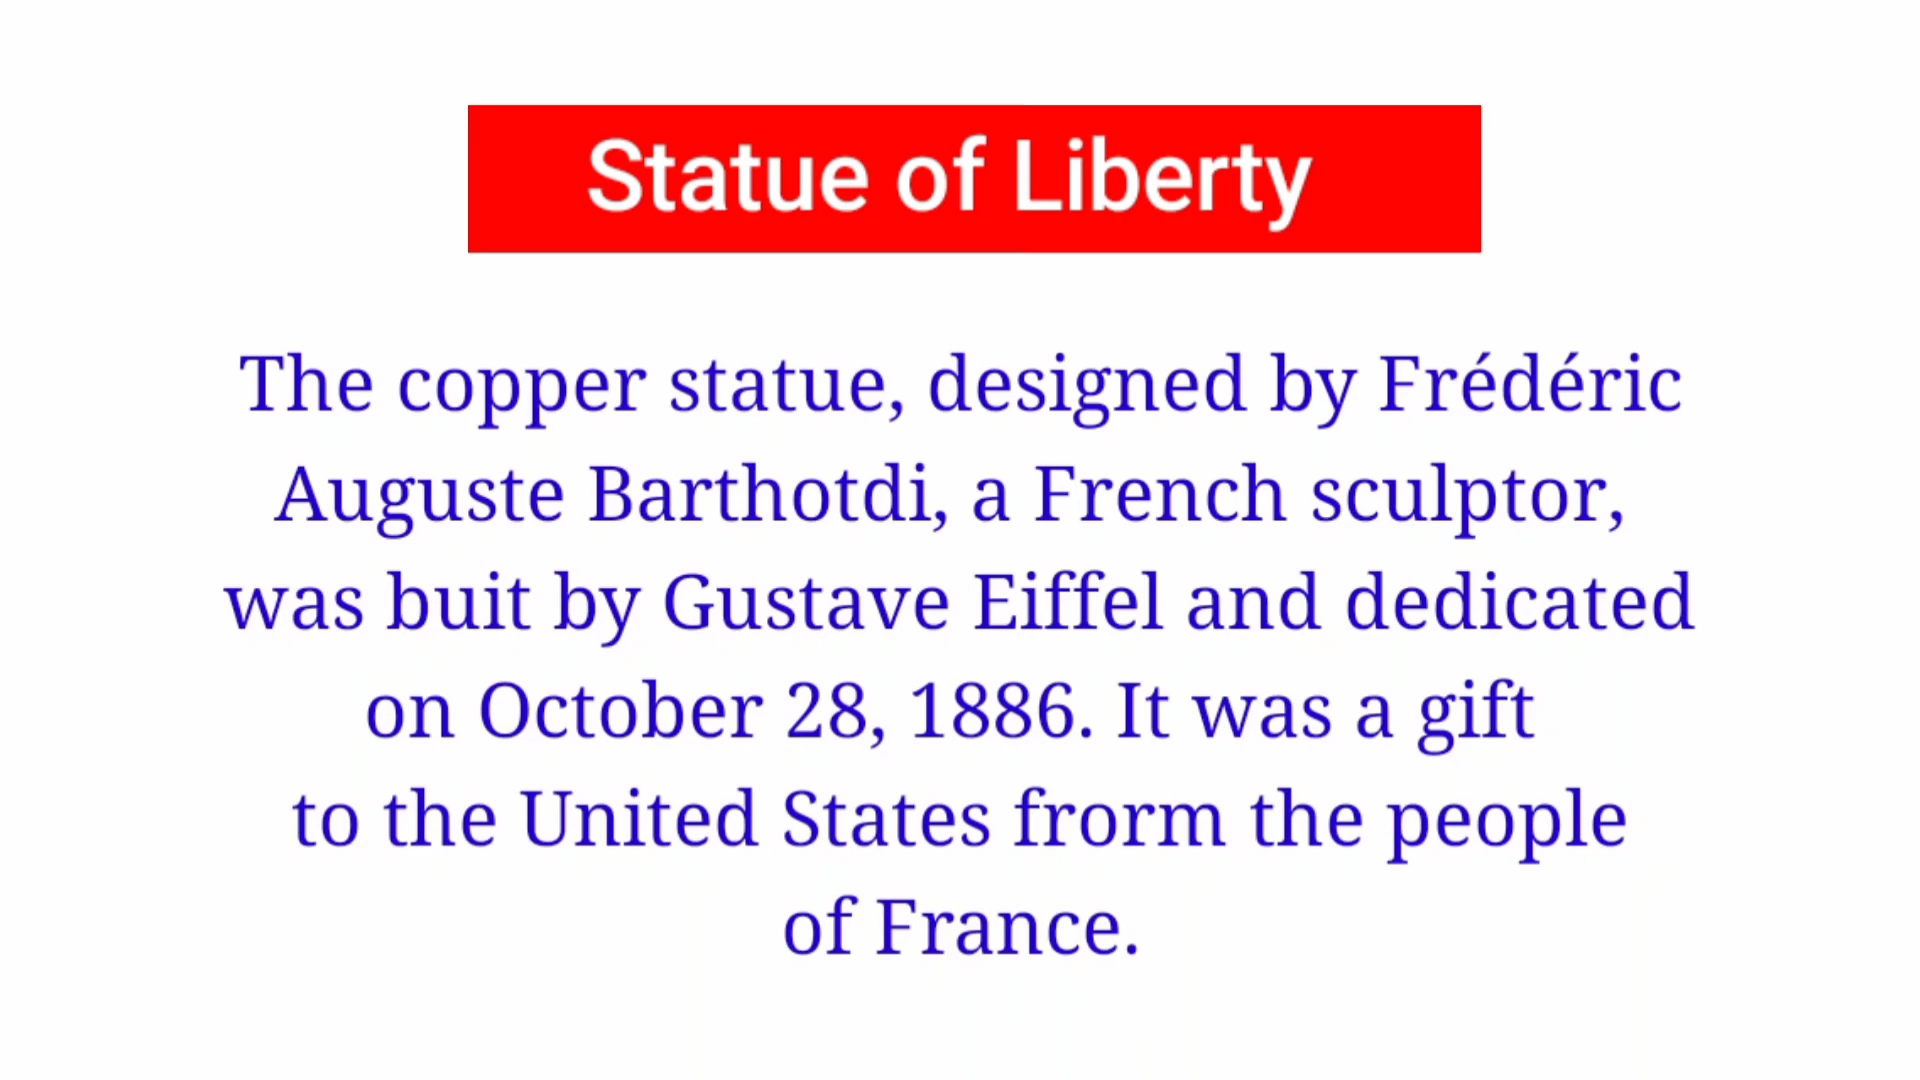 Statue of Liberty
The copper statue, designed by Frédéric
Auguste Barthotdi, a French sculptor,
was buit by Gustave Eiffel and dedicated
on October 28, 1886. It was a gift
to the United States frorm the people
of France.